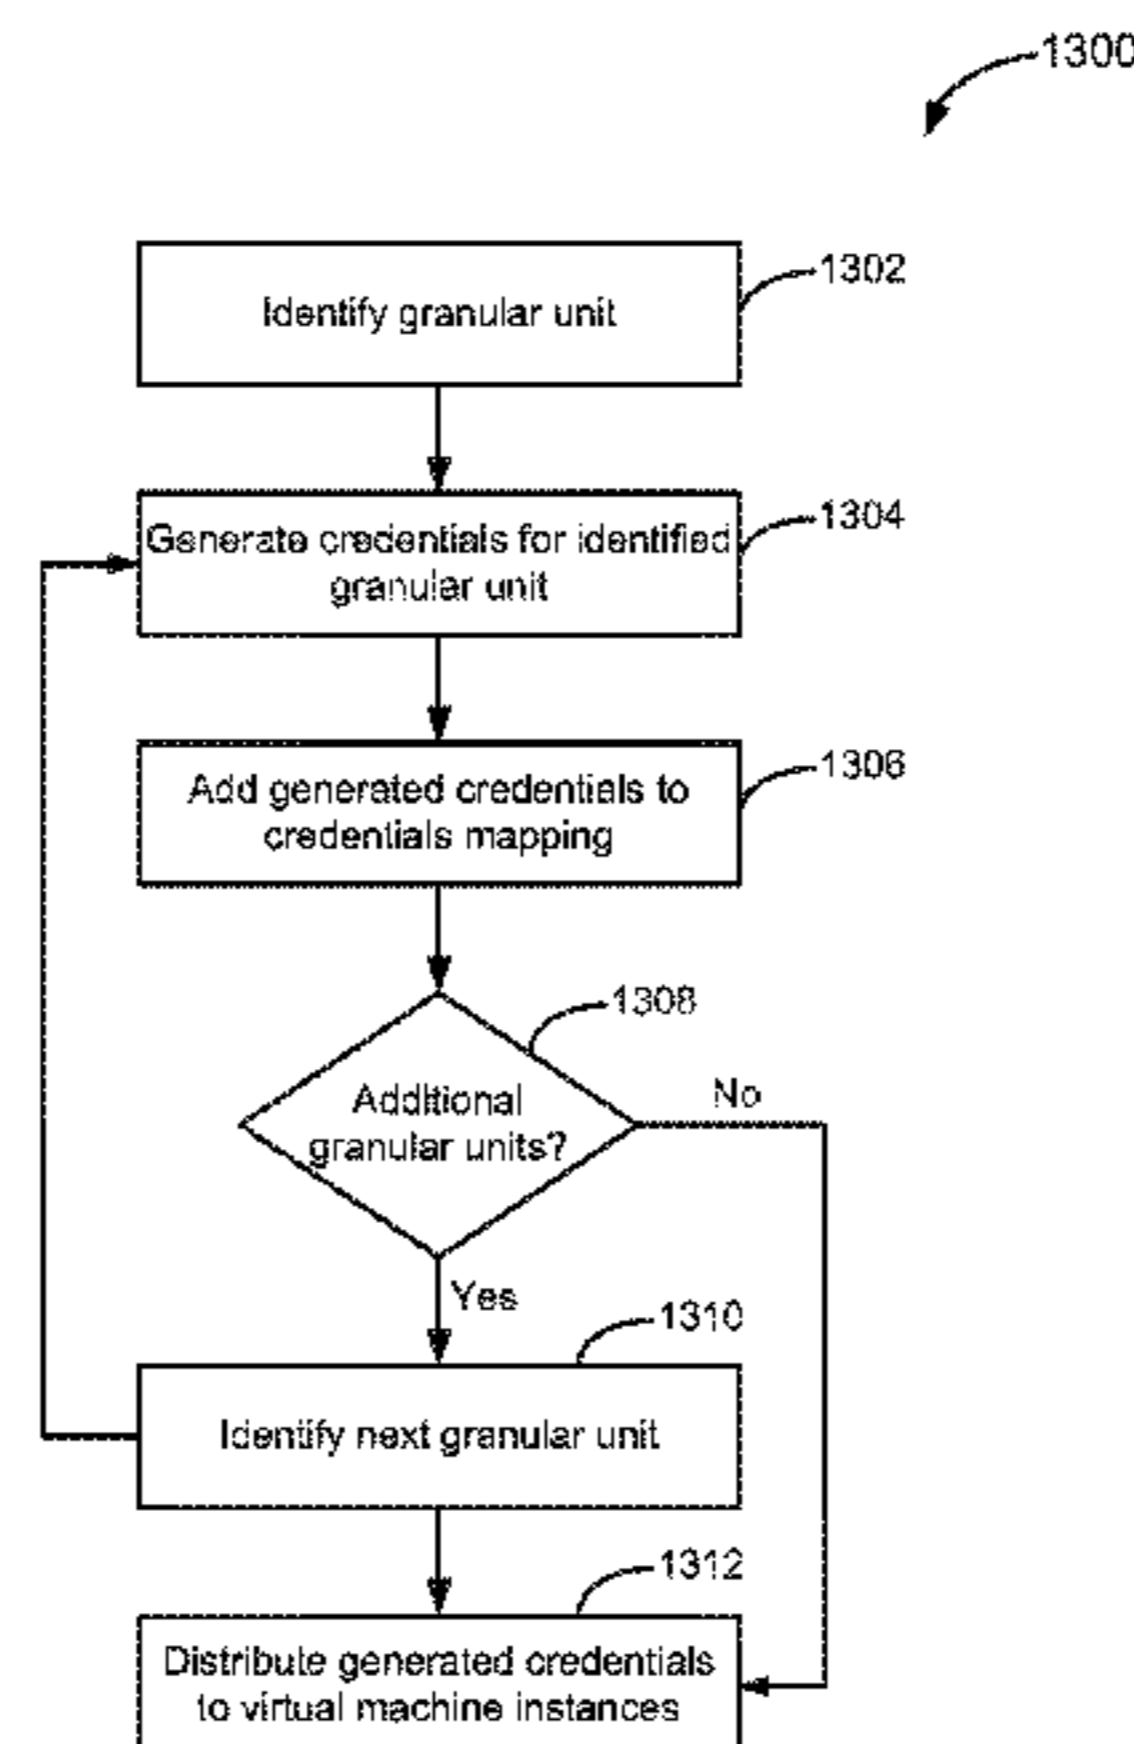 1300
Identify granular unit
1302
Generate credentials for identified
granular unit
1304
Add generated credentials to
credentials mapping
1306
1308
Additional
granular units?
No
Yes
1310
Identify next granular unit
1312
Distribute generated credentials
to virtual machine instances